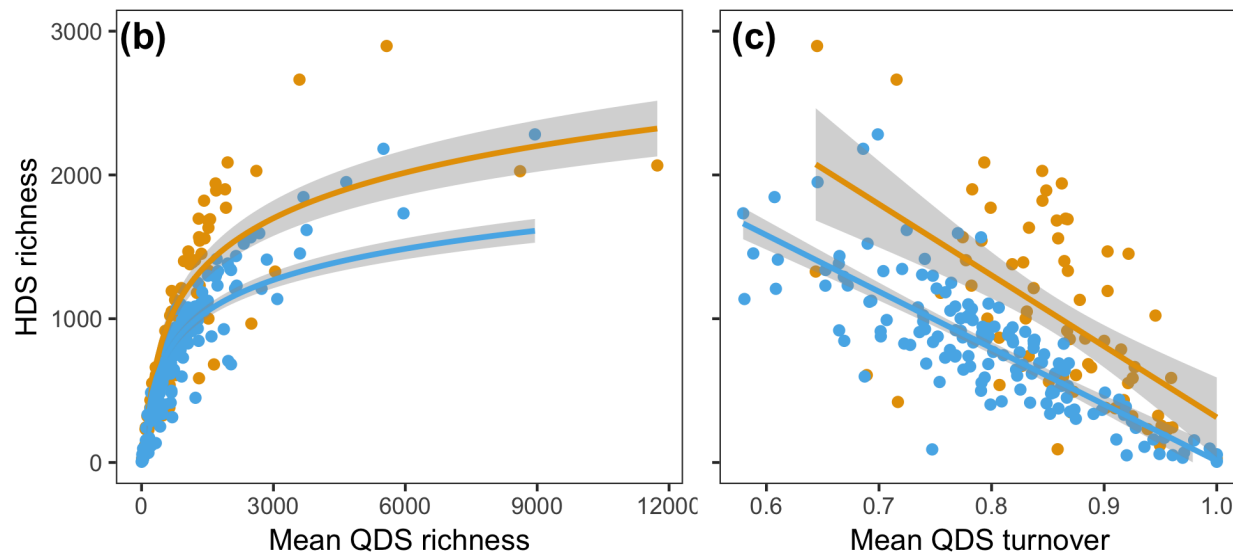 (b)
(c)
3000
2000
1000
0
HDS richness
0 3000 6000 9000 12000
Mean QDS richness
0.6 0.7 0.8 0.9 1.0
Mean QDS turnover